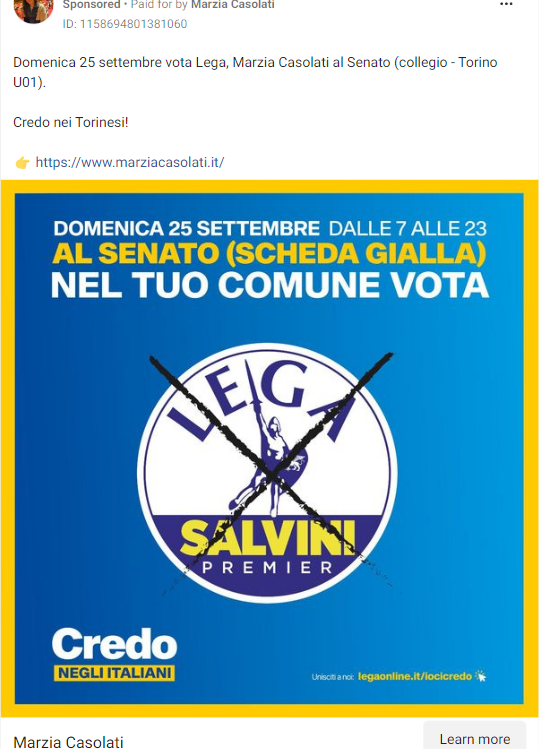 Sponsored • Paid for by Marzia Casolati
ID: 1158694801381060
Domenica 25 settembre vota Lega, Marzia Casolati al Senato (collegio - Torino
U01).
Credo nei Torinesi!
👉 https://www.marziacasolati.it/
DOMENICA 25 SETTEMBRE DALLE 7 ALLE 23
AL SENATO (SCHEDA GIALLA)
NEL TUO COMUNE VOTA
LEGA
SALVINI
PREMIER
Credo
NEGLI ITALIANI
Unisciti a noi: legaonline.it/iocicredo
Marzia Casolati
Learn more